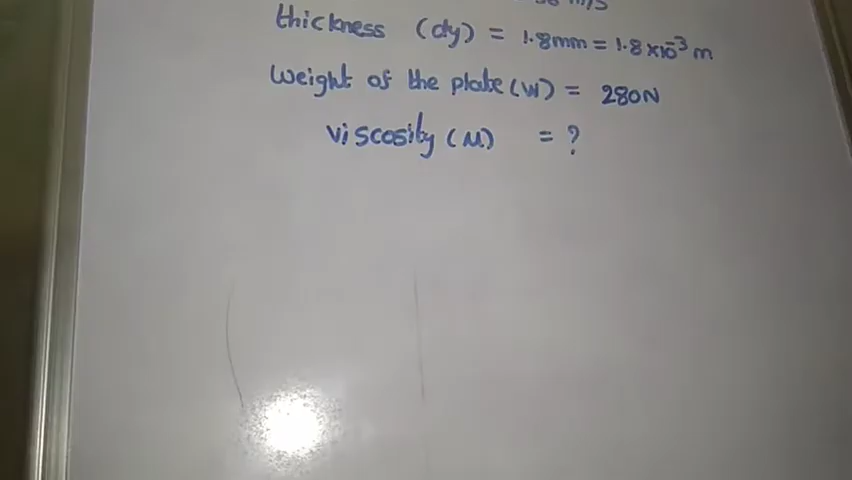 m/s
thickness (dy) = 1.8mm = 1.8×10⁻³ m
weight of the plate (W) = 280N
viscosity (μ) = ?